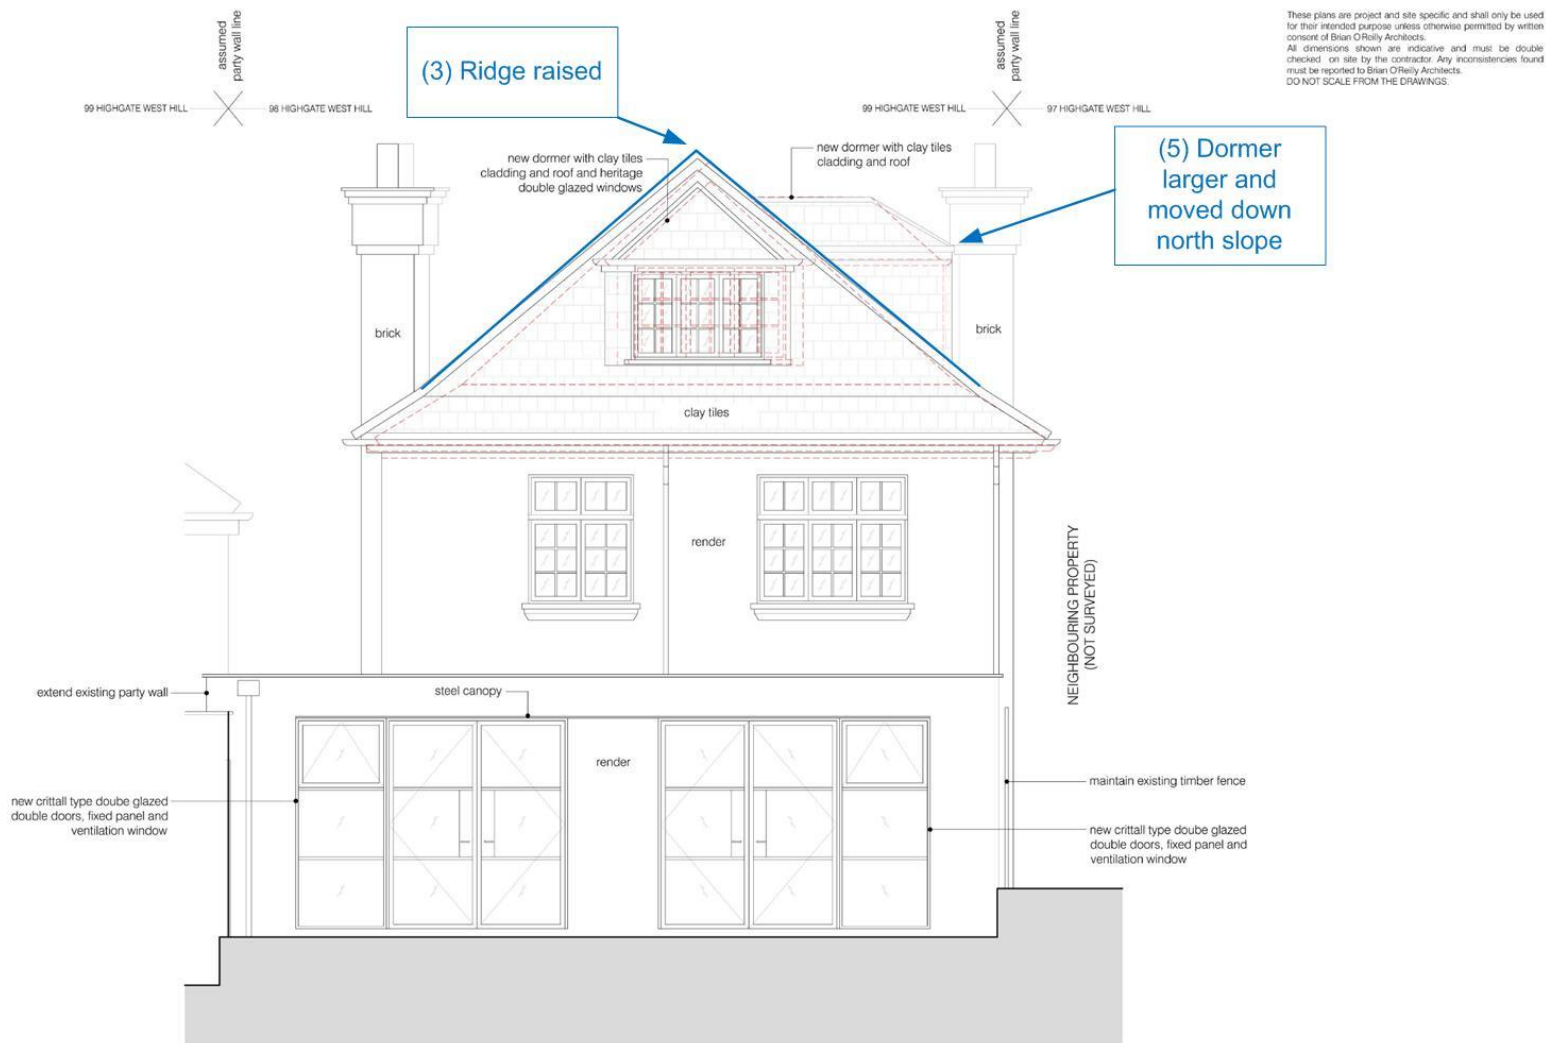 These plans are project and site specific and shall only be used
for their intended purpose unless otherwise permitted by written
consent of Brian O'Reilly Architects.
All dimensions shown are indicative and must be double
checked on site by the contractor. Any inconsistencies found
must be reported to Brian O'Reilly Architects.
DO NOT SCALE FROM THE DRAWINGS.
assumed
party wall line
99 HIGHGATE WEST HILL
98 HIGHGATE WEST HILL
(3) Ridge raised
assumed
party wall line
99 HIGHGATE WEST HILL
97 HIGHGATE WEST HILL
(5) Dormer
larger and
moved down
north slope
new dormer with clay tiles
cladding and roof and heritage
double glazed windows
new dormer with clay tiles
cladding and roof
brick
brick
clay tiles
render
NEIGHBOURING PROPERTY
(NOT SURVEYED)
extend existing party wall
steel canopy
render
maintain existing timber fence
new crittall type doube glazed
double doors, fixed panel and
ventilation window
new crittall type doube glazed
double doors, fixed panel and
ventilation window